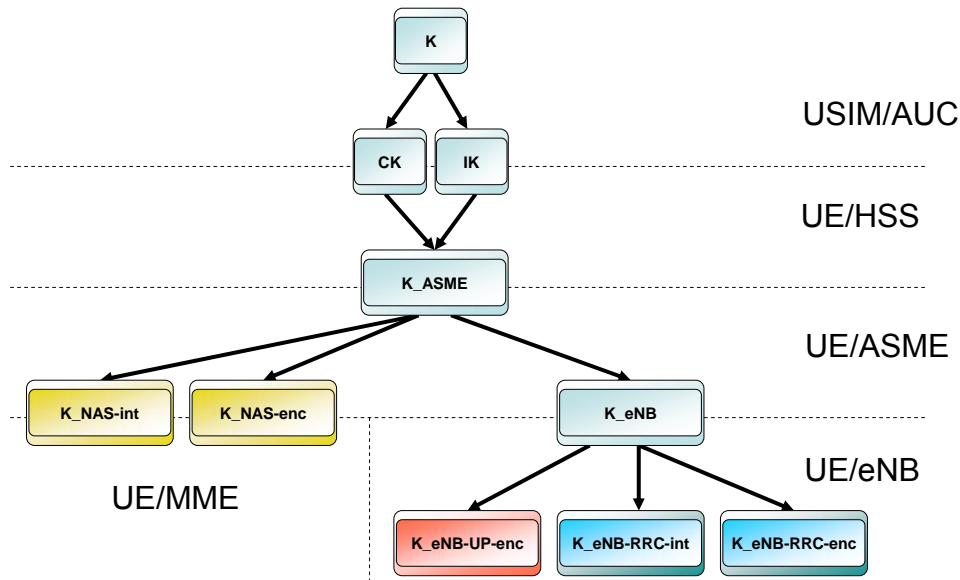 K
USIM/AUC
CK
IK
UE/HSS
K_ASME
UE/ASME
K_NAS-int
K_NAS-enc
K_eNB
UE/eNB
UE/MME
K_eNB-UP-enc
K_eNB-RRC-int
K_eNB-RRC-enc